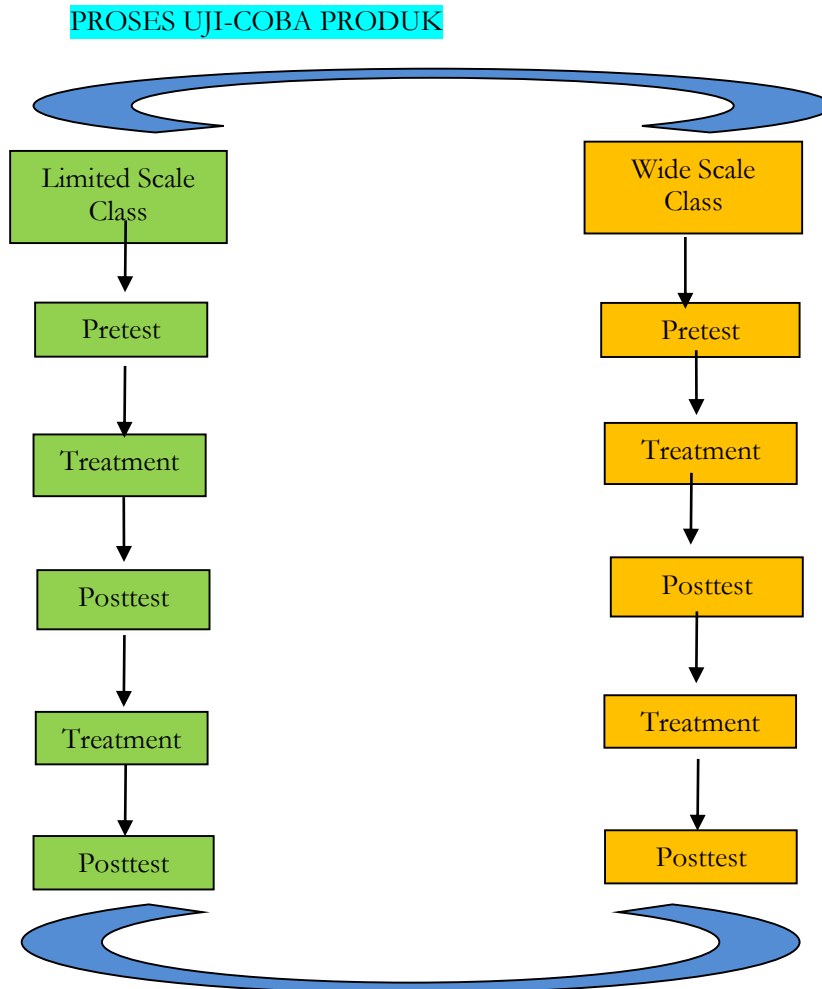 PROSES UJI-COBA PRODUK
Limited Scale
Class
Pretest
Treatment
Posttest
Treatment
Posttest
Wide Scale
Class
Pretest
Treatment
Posttest
Treatment
Posttest